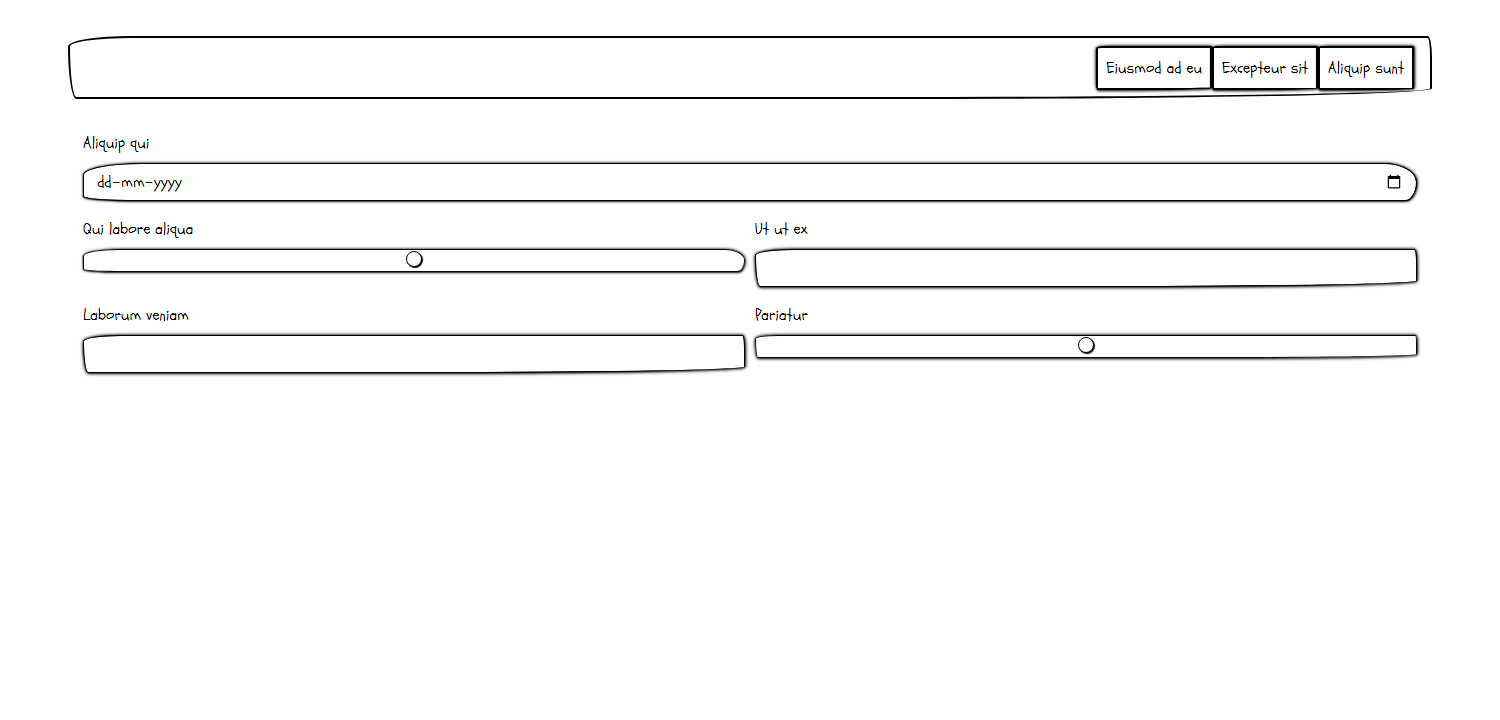 Eiusmod ad eu Excepteur sit Aliquip sunt
Aliquip qui
dd-mm-yyyy
Qui labore aliqua Ut ut ex
Laborum veniam Pariatur